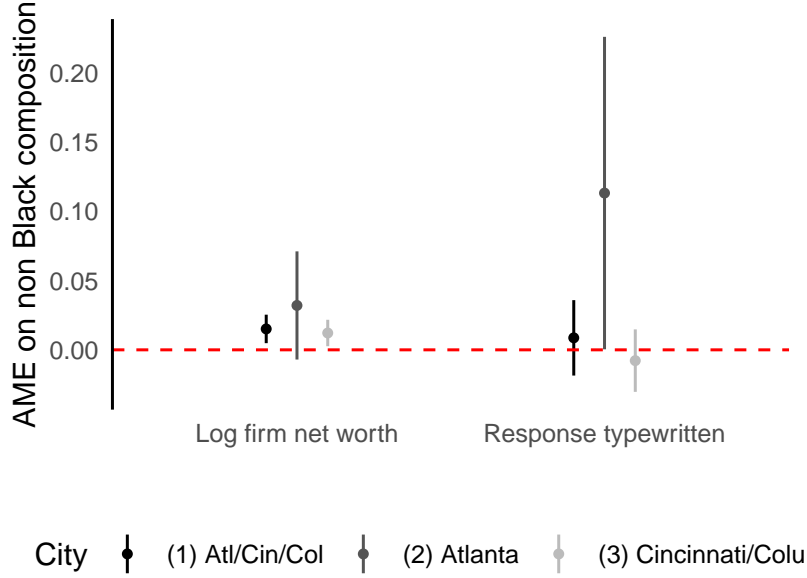 AME on non Black composition
0.20
0.15
0.10
0.05
0.00
Log firm net worth Response typewritten
City (1) Atl/Cin/Col (2) Atlanta (3) Cincinnati/Colu